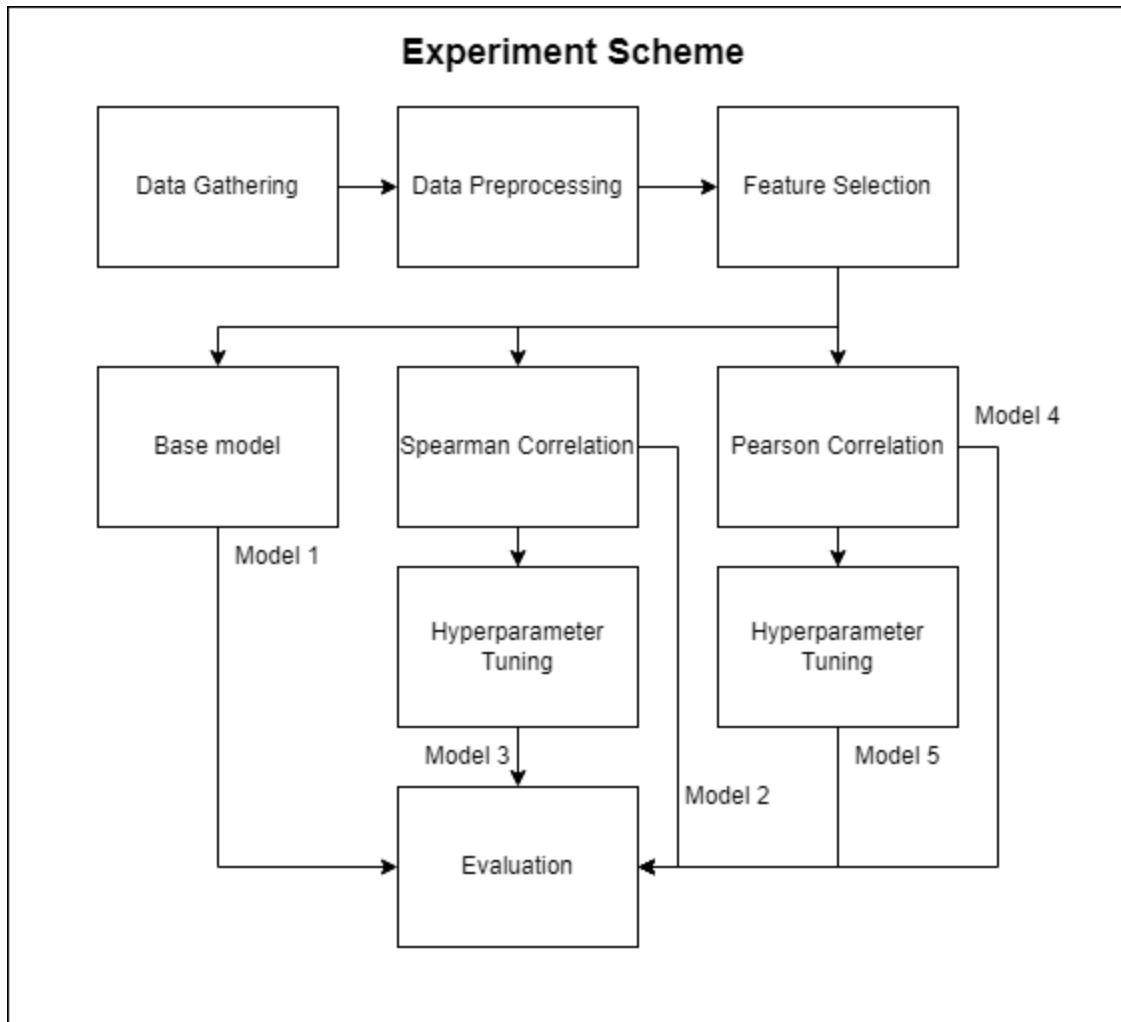 Experiment Scheme
Data Gathering
Data Preprocessing
Feature Selection
Base model
Spearman Correlation
Pearson Correlation
Model 4
Model 1
Hyperparameter
Tuning
Hyperparameter
Tuning
Model 3
Model 5
Model 2
Evaluation